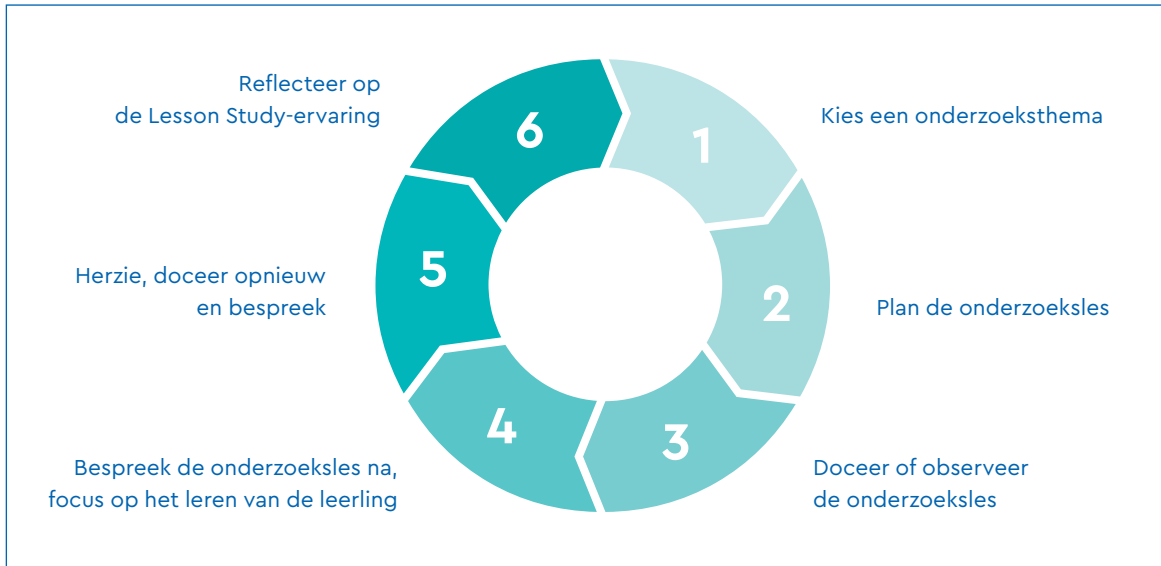 1
Kies een onderzoeksthema
2
Plan de onderzoeksles
3
Doceer of observeer
de onderzoeksles
4
Bespreek de onderzoeksles na,
focus op het leren van de leerling
5
Herzie, doceer opnieuw
en bespreek
6
Reflecteer op
de Lesson Study-ervaring